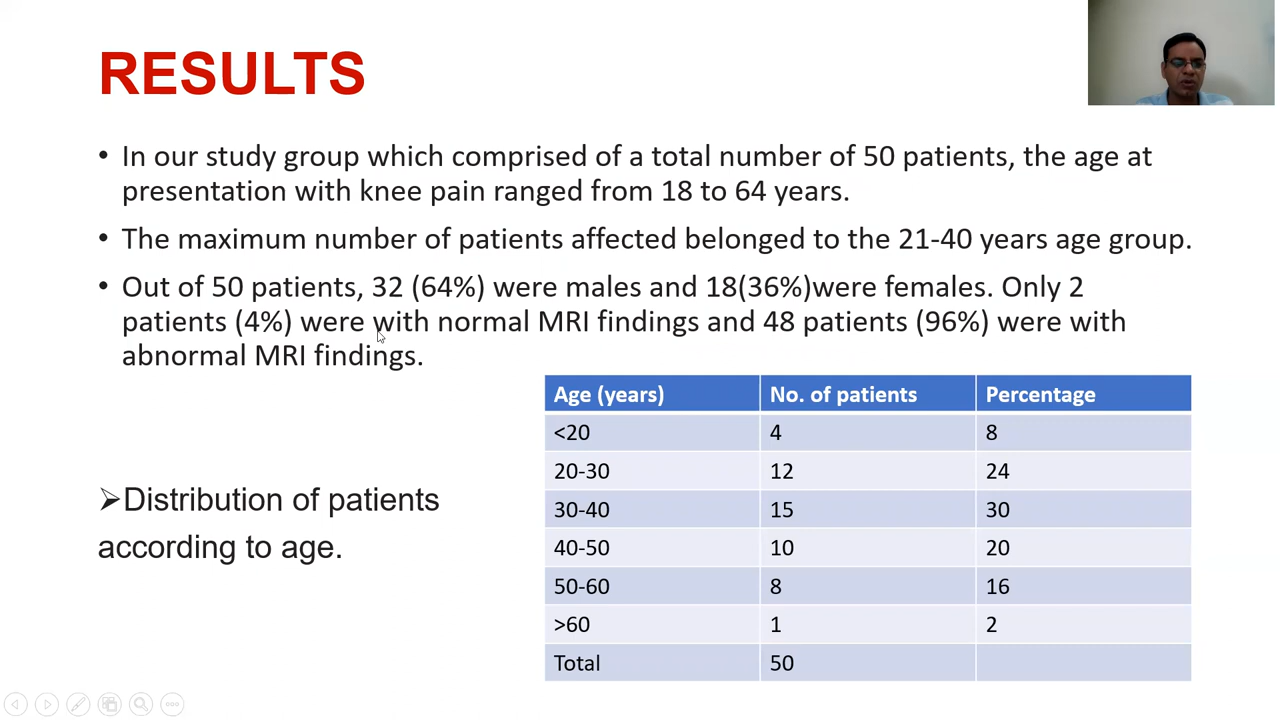 RESULTS
• In our study group which comprised of a total number of 50 patients, the age at
presentation with knee pain ranged from 18 to 64 years.
• The maximum number of patients affected belonged to the 21-40 years age group.
• Out of 50 patients, 32 (64%) were males and 18(36%)were females. Only 2
patients (4%) were with normal MRI findings and 48 patients (96%) were with
abnormal MRI findings.
➢Distribution of patients
according to age.
Age (years) No. of patients Percentage
<20 4 8
20-30 12 24
30-40 15 30
40-50 10 20
50-60 8 16
>60 1 2
Total 50